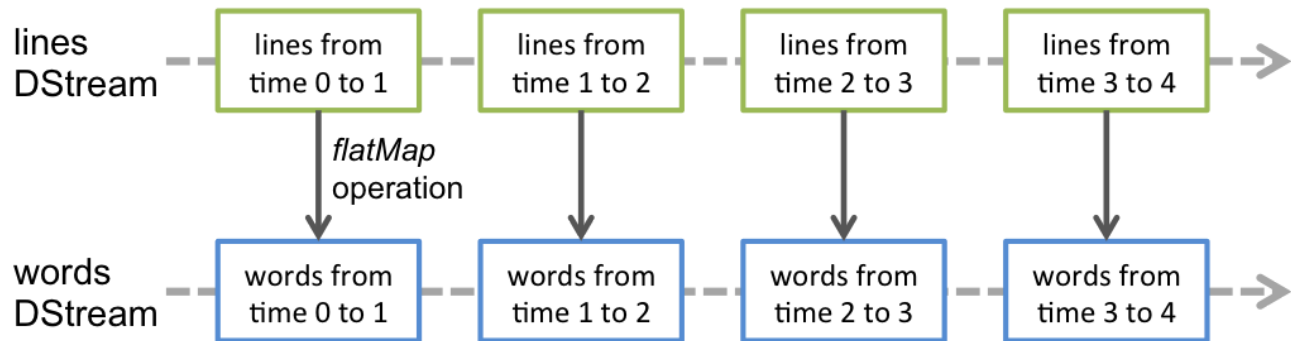 lines
DStream
lines from
time 0 to 1
lines from
time 1 to 2
lines from
time 2 to 3
lines from
time 3 to 4
flatMap
operation
words
DStream
words from
time 0 to 1
words from
time 1 to 2
words from
time 2 to 3
words from
time 3 to 4